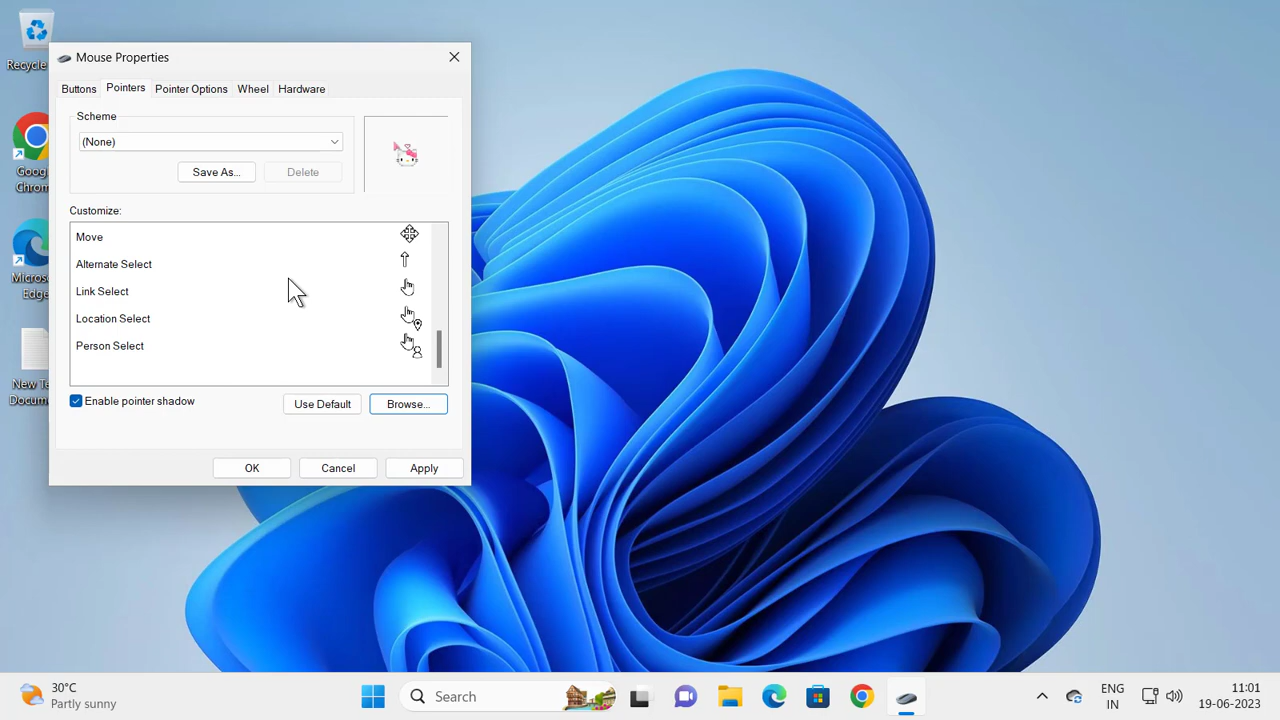 Recycle
Goog
Chrom
Micros
Edge
New Te
Docume
Mouse Properties
Buttons Pointers Pointer Options Wheel Hardware
Scheme
(None)
Save As... Delete
Customize:
Move
Alternate Select
Link Select
Location Select
Person Select
Enable pointer shadow
Use Default Browse...
OK Cancel Apply
30°C
Partly sunny
Search
ENG
IN
11:01
19-06-2023